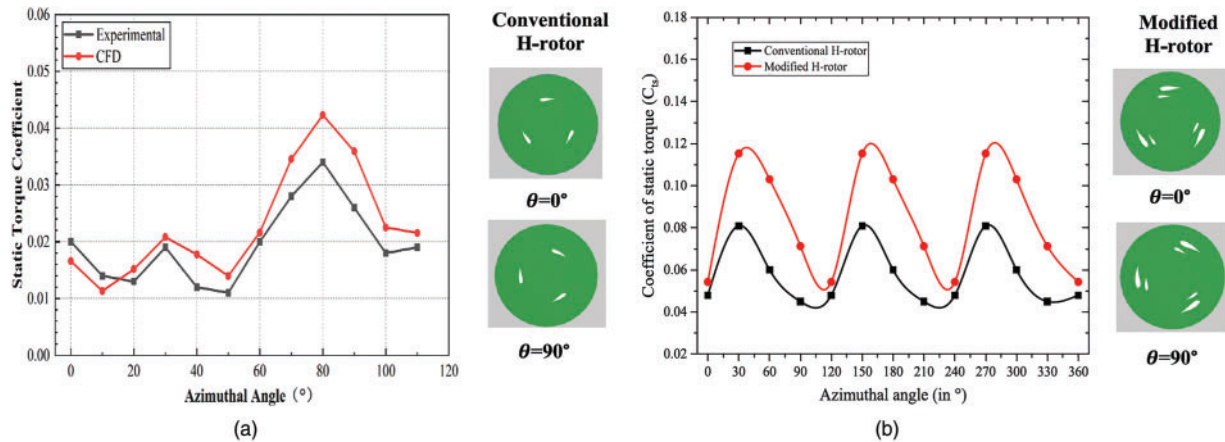 0.06
0.05
0.04
0.03
0.02
0.01
0.00
Static Torque Coefficient
Experimental
CFD
0 20 40 60 80 100 120
Azimuthal Angle (°)
(a)
Conventional
H-rotor
θ=0°
θ=90°
0.18
0.16
0.14
0.12
0.10
0.08
0.06
0.04
0.02
Coefficient of static torque (Cts)
Conventional H-rotor
Modified H-rotor
0 30 60 90 120 150 180 210 240 270 300 330 360
Azimuthal angle (in °)
(b)
Modified
H-rotor
θ=0°
θ=90°